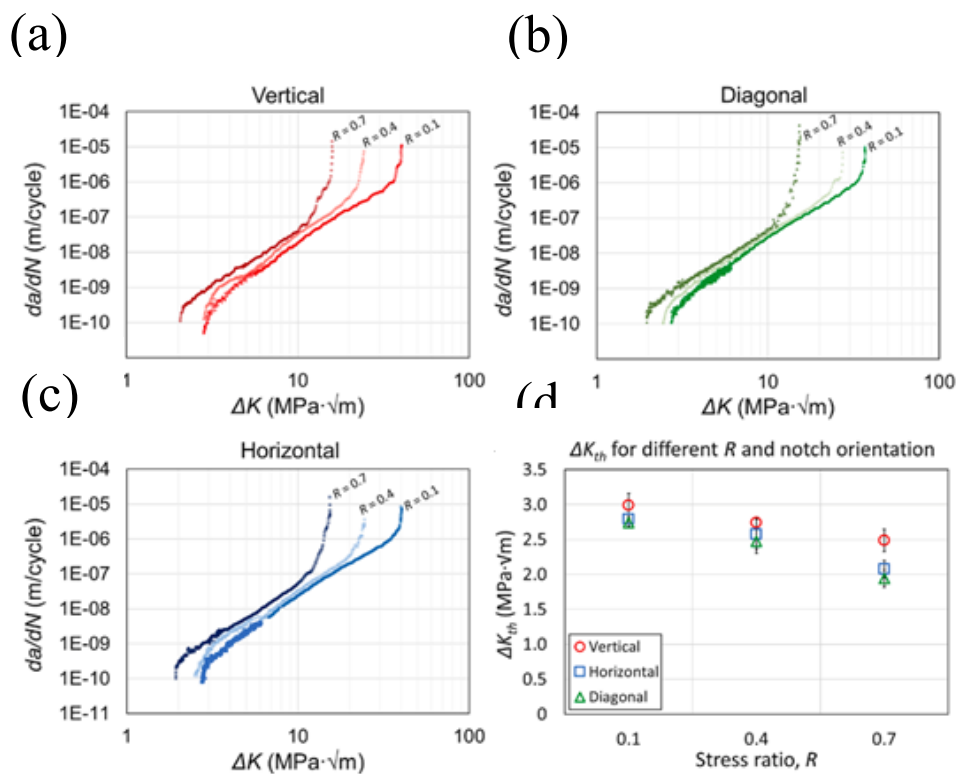 (a)
Vertical
da/dN (m/cycle)
1E-04
1E-05
1E-06
1E-07
1E-08
1E-09
1E-10
R = 0.7
R = 0.4
R = 0.1
1 10 100
ΔK (MPa·√m)
(b)
Diagonal
da/dN (m/cycle)
1E-04
1E-05
1E-06
1E-07
1E-08
1E-09
1E-10
R = 0.7
R = 0.4
R = 0.1
1 10 100
ΔK (MPa·√m)
(c)
Horizontal
da/dN (m/cycle)
1E-04
1E-05
1E-06
1E-07
1E-08
1E-09
1E-10
1E-11
R = 0.7
R = 0.4
R = 0.1
1 10 100
ΔK (MPa·√m)
(d
ΔKth for different R and notch orientation
ΔKth (MPa·√m)
3.5
3.0
2.5
2.0
1.5
1.0
0.5
0
Vertical
Horizontal
Diagonal
0.1 0.4 0.7
Stress ratio, R